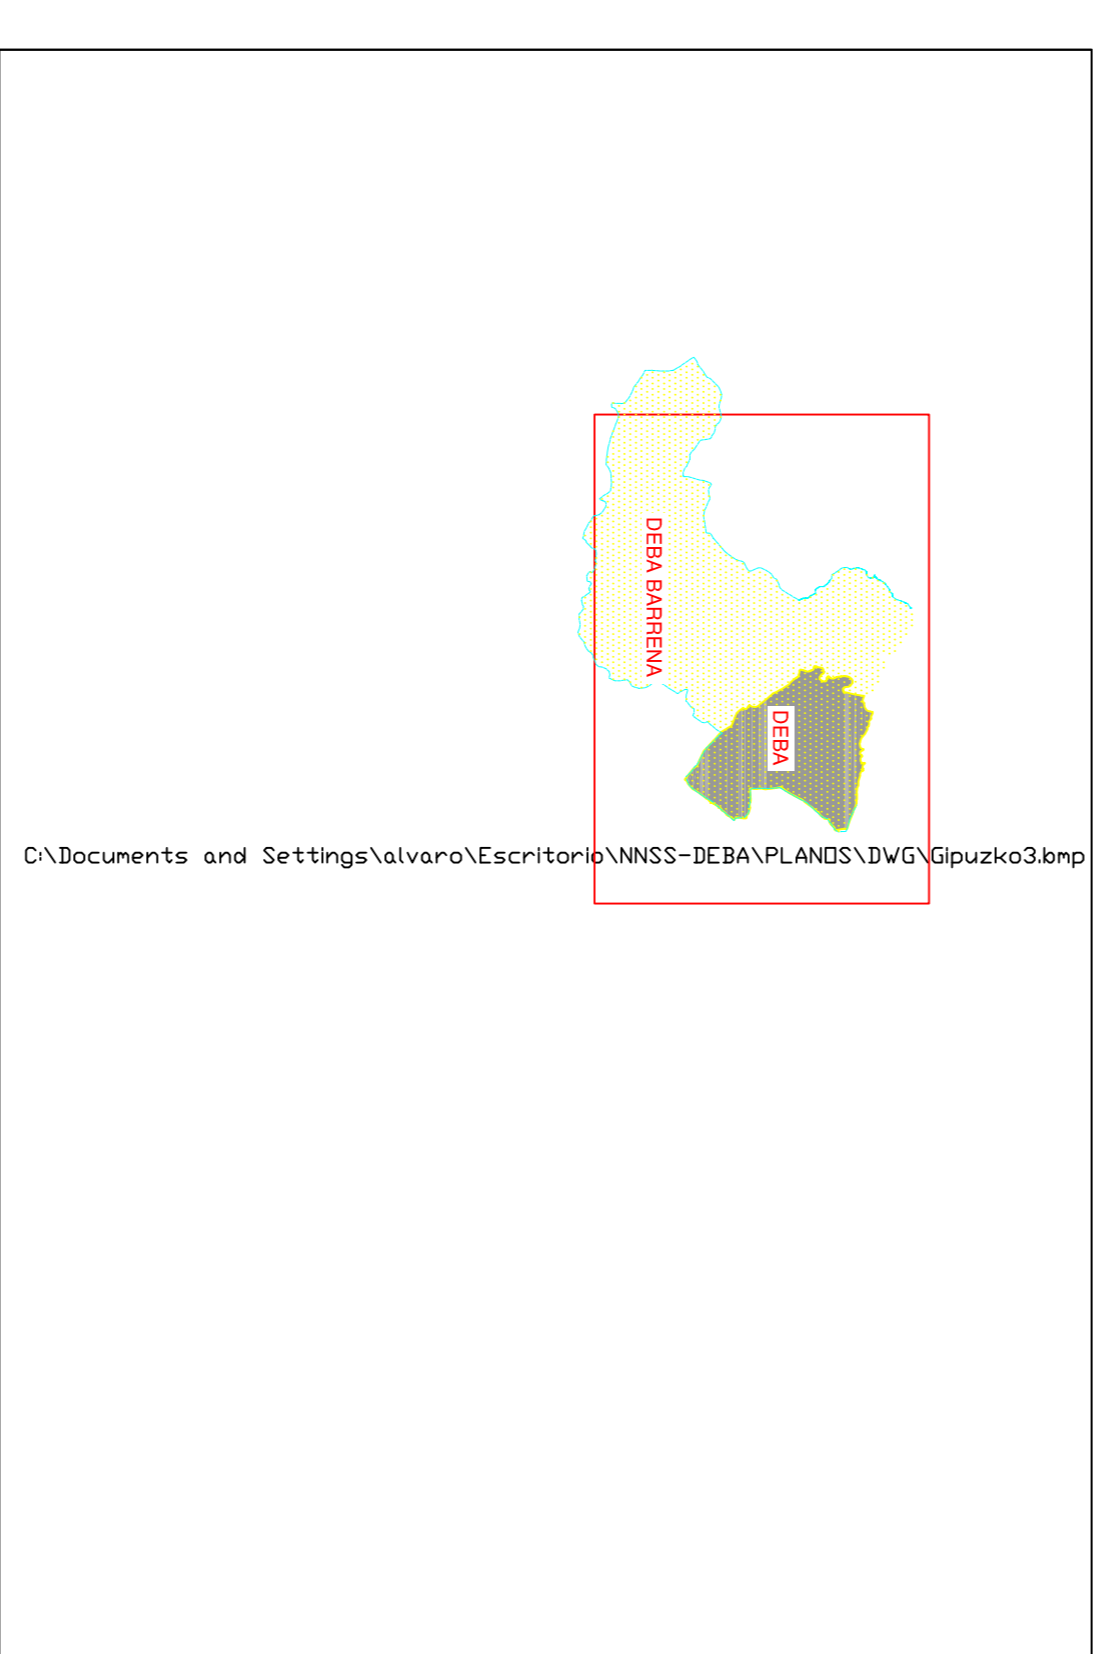 DEBA BARRENA
DEBA
C:\Documents and Settings\alvaro\Escritorio\NNSS-DEBA\PLANOS\DWG\Gipuzko3.bmp